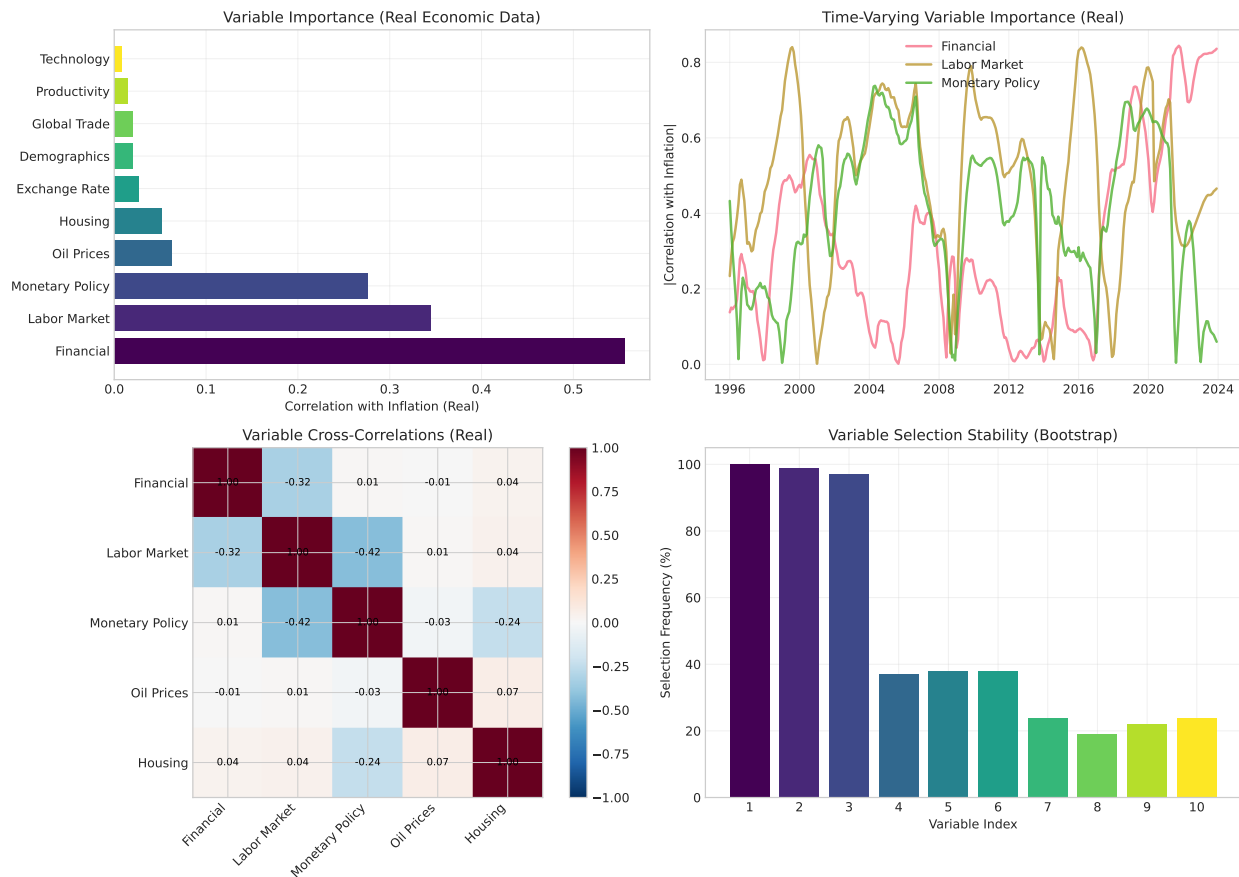 Variable Importance (Real Economic Data)
Technology
Productivity
Global Trade
Demographics
Exchange Rate
Housing
Oil Prices
Monetary Policy
Labor Market
Financial
0.0 0.1 0.2 0.3 0.4 0.5
Correlation with Inflation (Real)
Time-Varying Variable Importance (Real)
Financial
Labor Market
Monetary Policy
|Correlation with Inflation|
0.8
0.6
0.4
0.2
0.0
1996 2000 2004 2008 2012 2016 2020 2024
Variable Cross-Correlations (Real)
Financial 1.00 -0.32 0.01 -0.01 0.04
Labor Market -0.32 1.00 -0.42 0.01 0.04
Monetary Policy 0.01 -0.42 1.00 -0.03 -0.24
Oil Prices -0.01 0.01 -0.03 1.00 0.07
Housing 0.04 0.04 -0.24 0.07 1.00
Financial
Labor Market
Monetary Policy
Oil Prices
Housing
1.00
0.75
0.50
0.25
0.00
−0.25
−0.50
−0.75
−1.00
Variable Selection Stability (Bootstrap)
Selection Frequency (%)
100
80
60
40
20
0
1 2 3 4 5 6 7 8 9 10
Variable Index